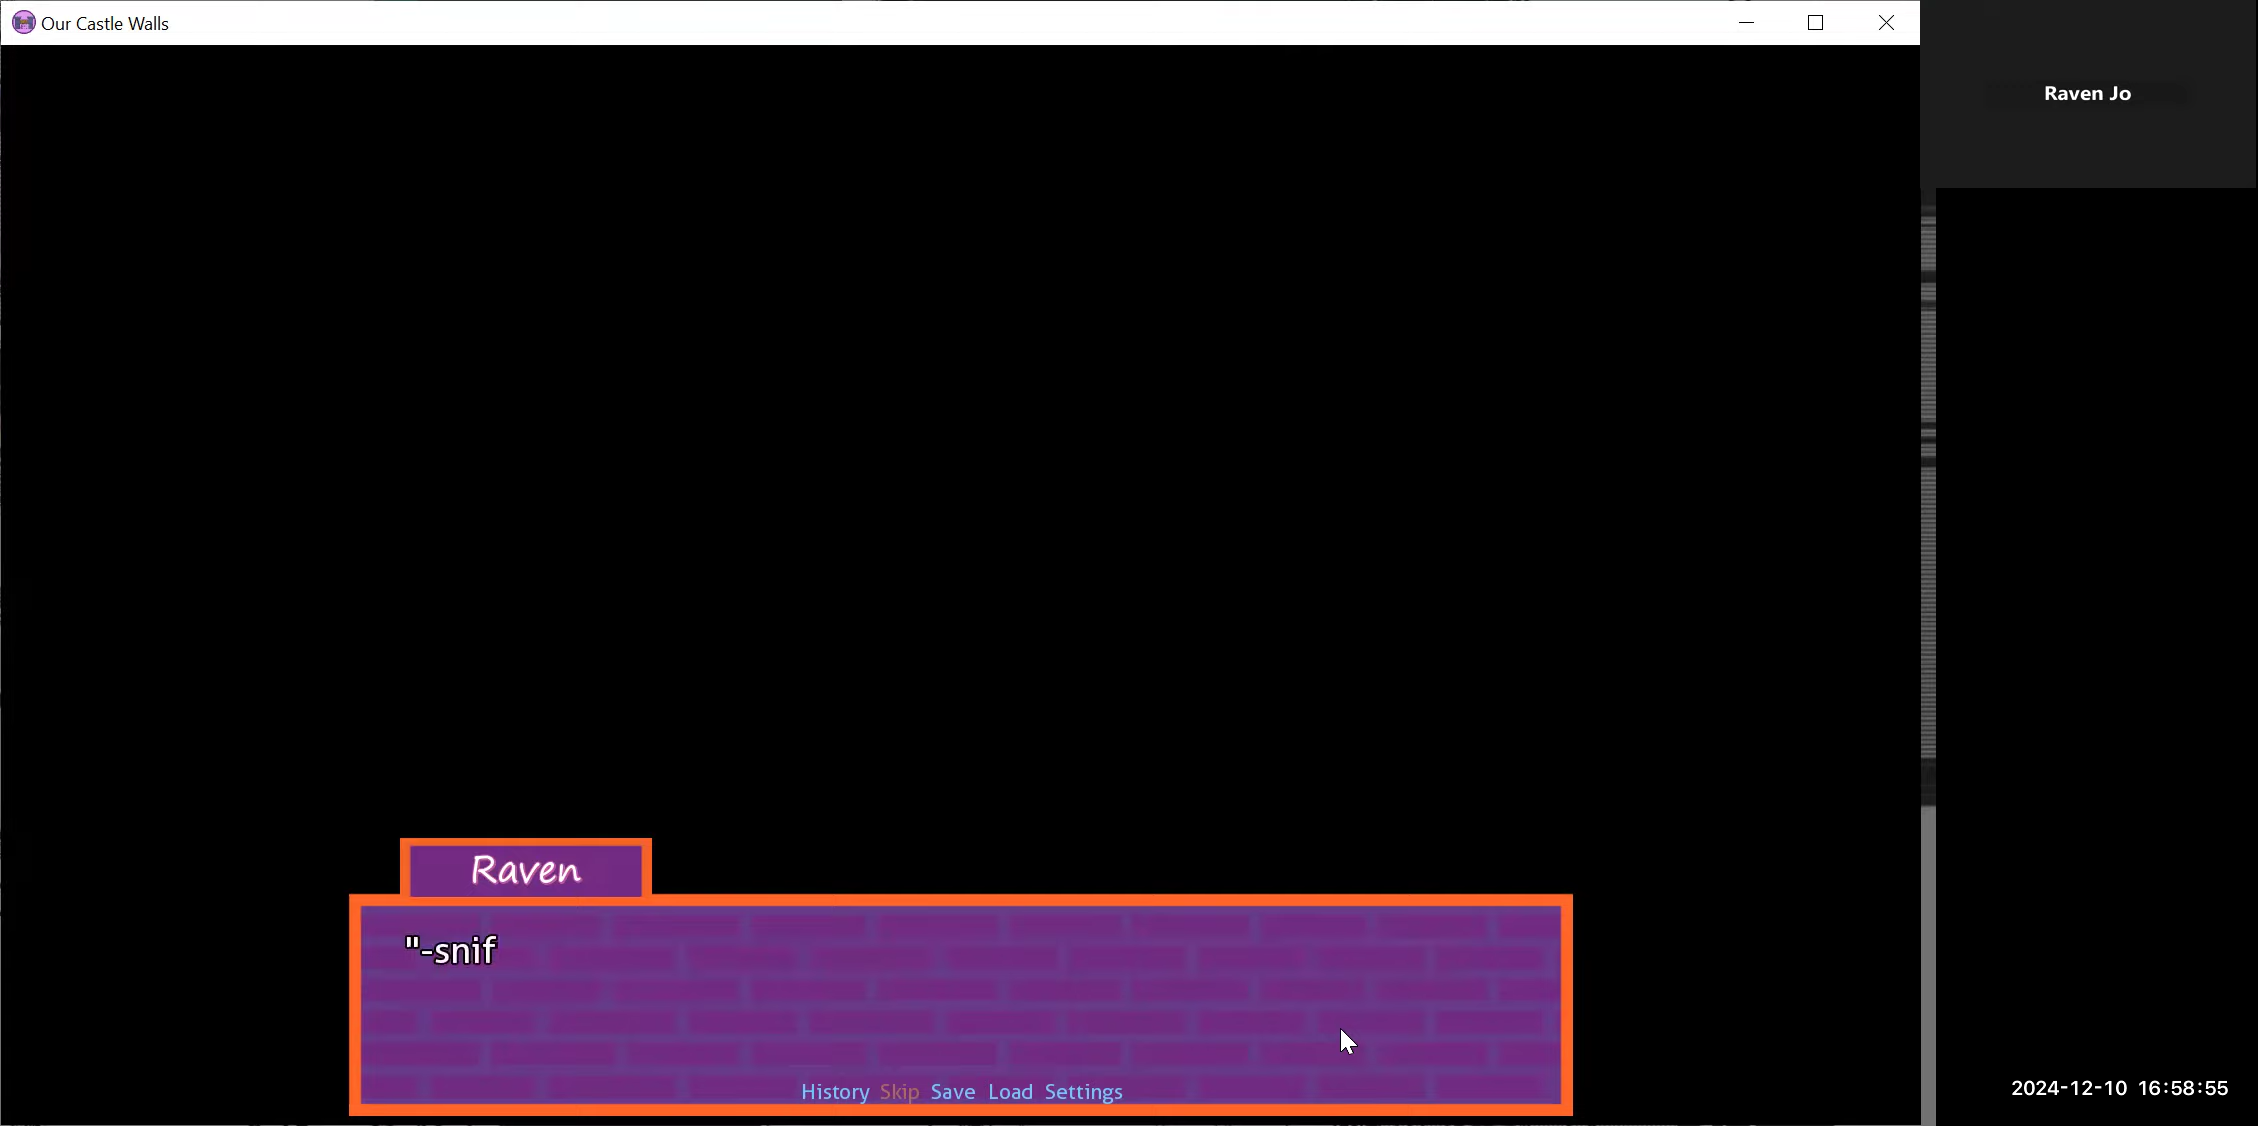 Our Castle Walls
Raven Jo
Raven
"-snif
History Skip Save Load Settings
2024-12-10 16:58:55